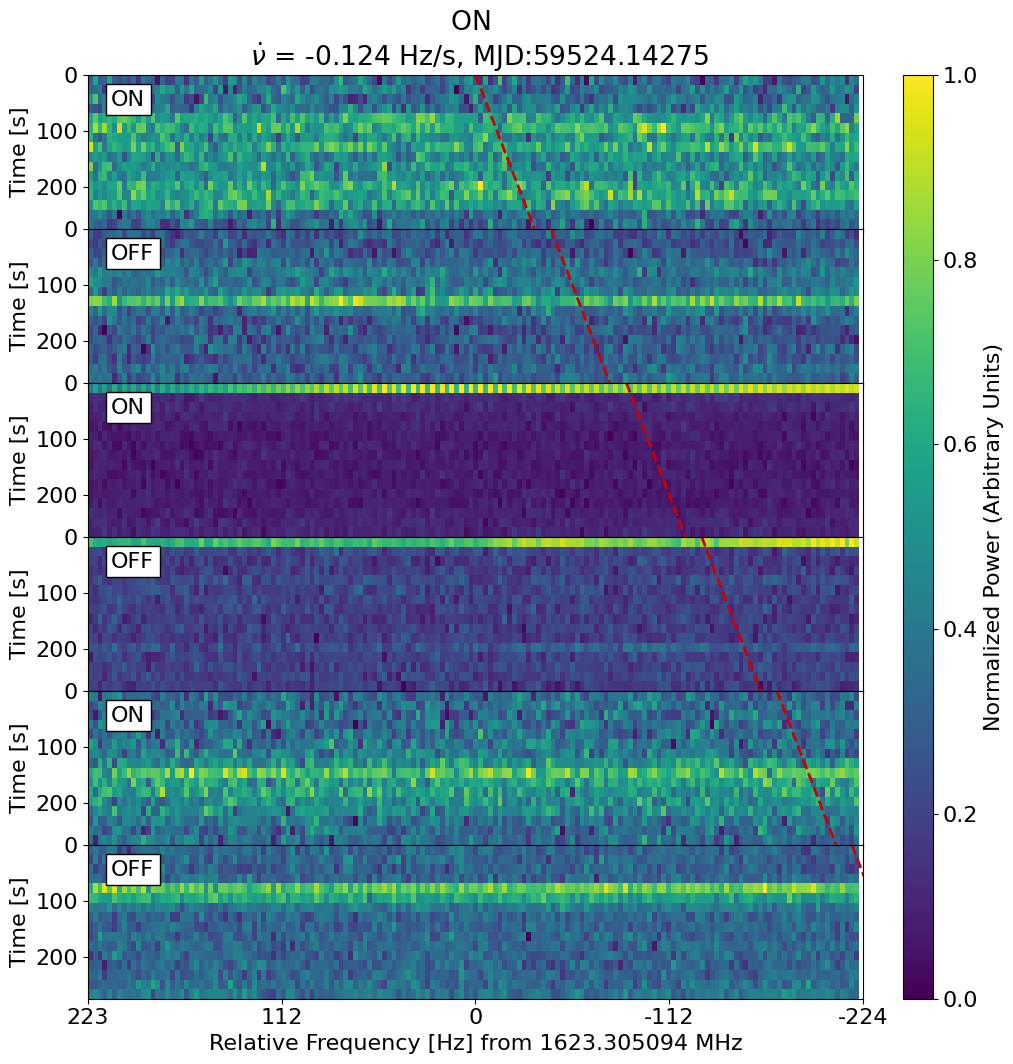 ON
ν̇ = -0.124 Hz/s, MJD:59524.14275
ON
OFF
ON
OFF
ON
OFF
Time [s]
0
100
200
Time [s]
0
100
200
Time [s]
0
100
200
Time [s]
0
100
200
Time [s]
0
100
200
Time [s]
0
100
200
223
112
0
-112
-224
Relative Frequency [Hz] from 1623.305094 MHz
1.0
0.8
0.6
0.4
0.2
0.0
Normalized Power (Arbitrary Units)